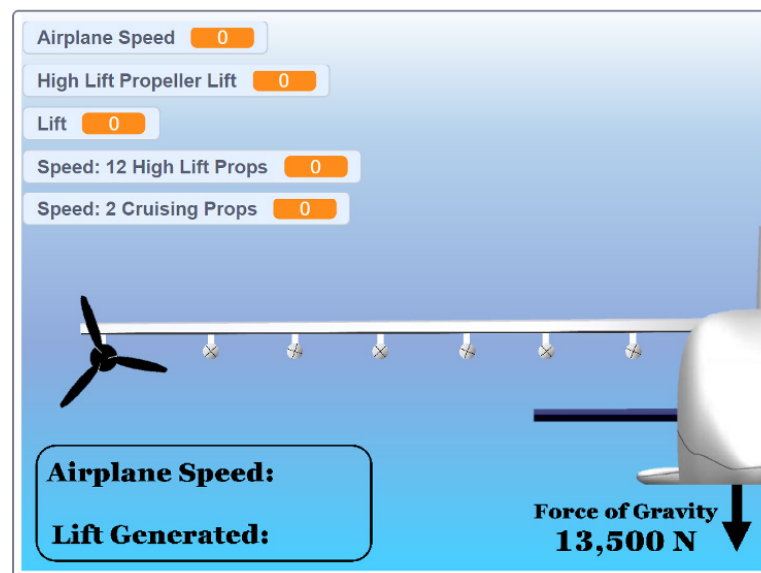 Airplane Speed 0
High Lift Propeller Lift 0
Lift 0
Speed: 12 High Lift Props 0
Speed: 2 Cruising Props 0
Airplane Speed:
Lift Generated:
Force of Gravity
13,500 N